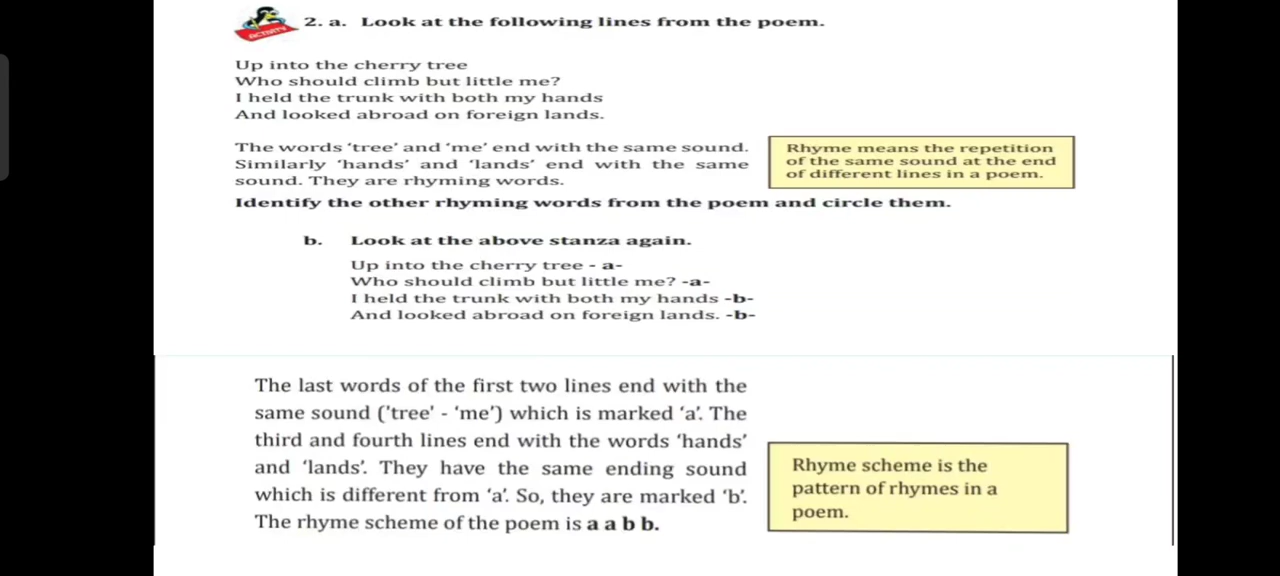 ACTIVITY
2. a. Look at the following lines from the poem.
Up into the cherry tree
Who should climb but little me?
I held the trunk with both my hands
And looked abroad on foreign lands.
The words ‘tree’ and ‘me’ end with the same sound.
Similarly ‘hands’ and ‘lands’ end with the same
sound. They are rhyming words.
Rhyme means the repetition
of the same sound at the end
of different lines in a poem.
Identify the other rhyming words from the poem and circle them.
b. Look at the above stanza again.
Up into the cherry tree - a-
Who should climb but little me? -a-
I held the trunk with both my hands -b-
And looked abroad on foreign lands. -b-
The last words of the first two lines end with the
same sound ('tree' - ‘me’) which is marked ‘a’. The
third and fourth lines end with the words ‘hands’
and ‘lands’. They have the same ending sound
which is different from ‘a’. So, they are marked ‘b’.
The rhyme scheme of the poem is a a b b.
Rhyme scheme is the
pattern of rhymes in a
poem.